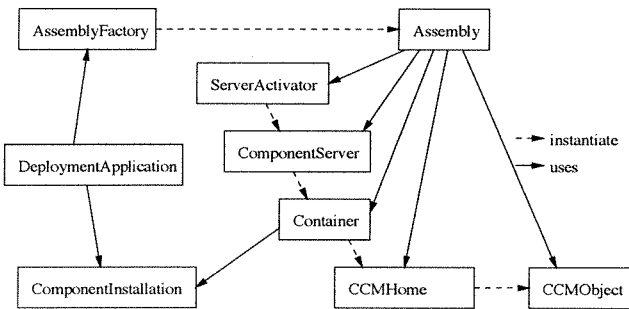 AssemblyFactory
Assembly
ServerActivator
instantiate
ComponentServer
DeploymentApplication
uses
Container
ComponentInstallation
CCMHome
CCMObject